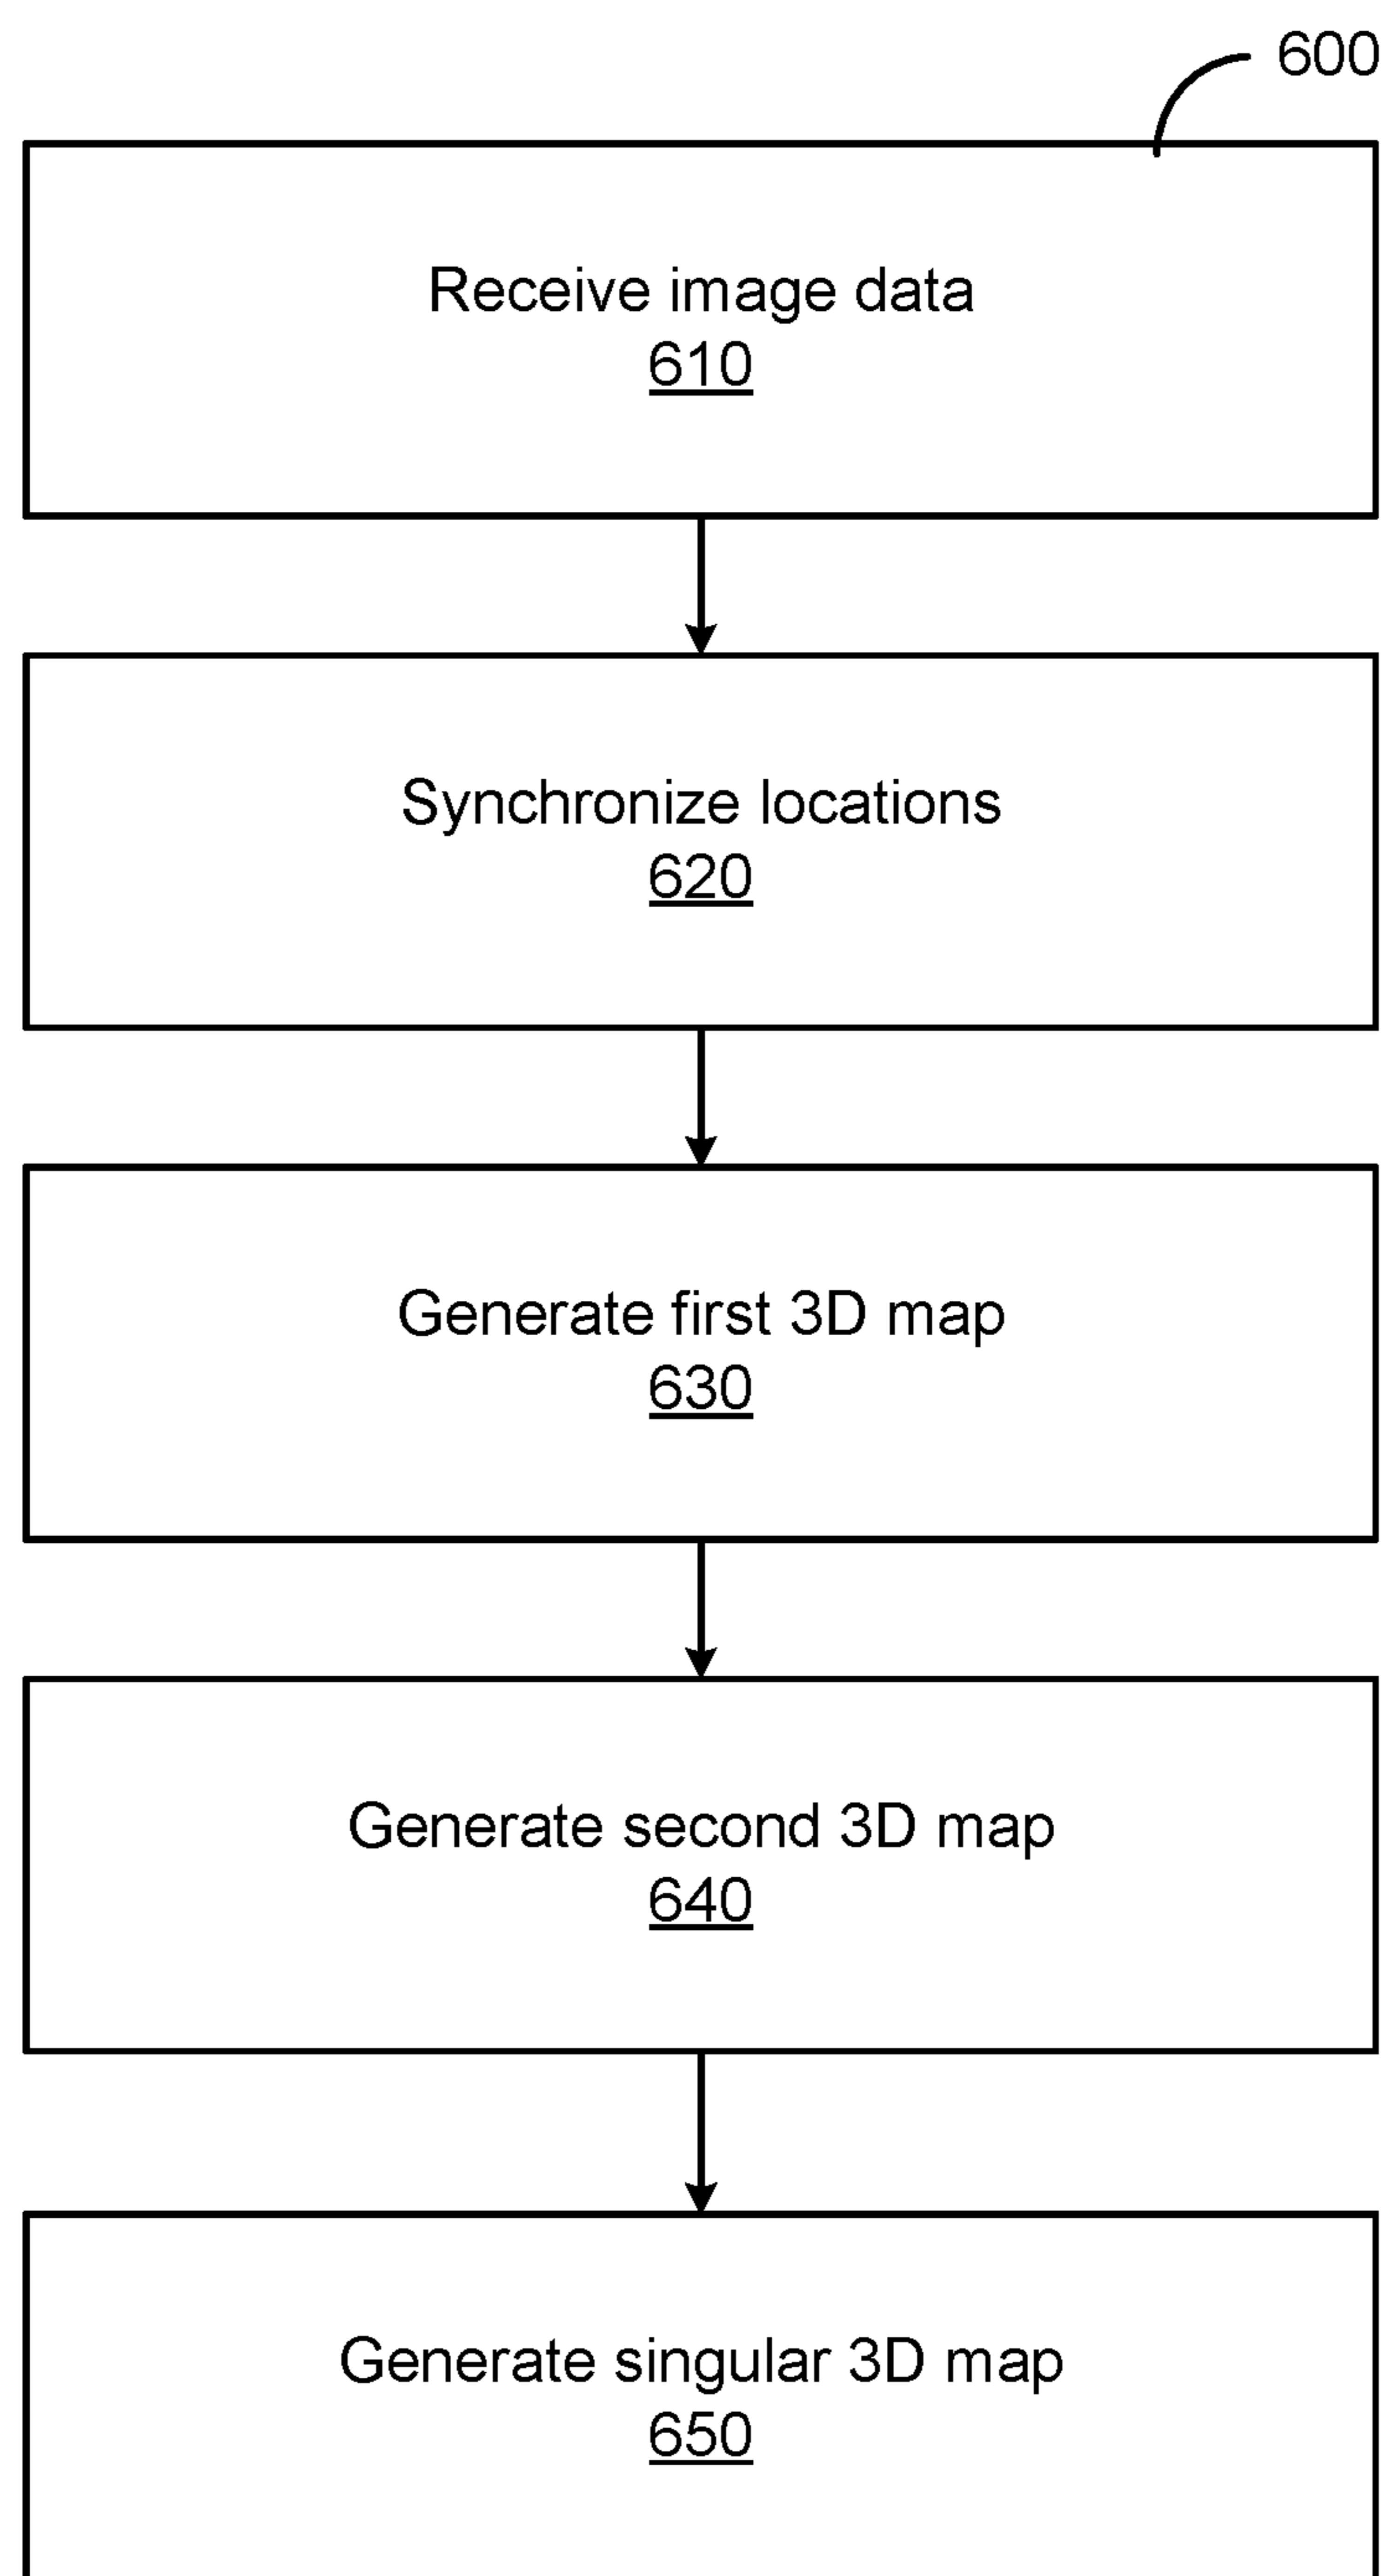 600
Receive image data
610
Synchronize locations
620
Generate first 3D map
630
Generate second 3D map
640
Generate singular 3D map
650